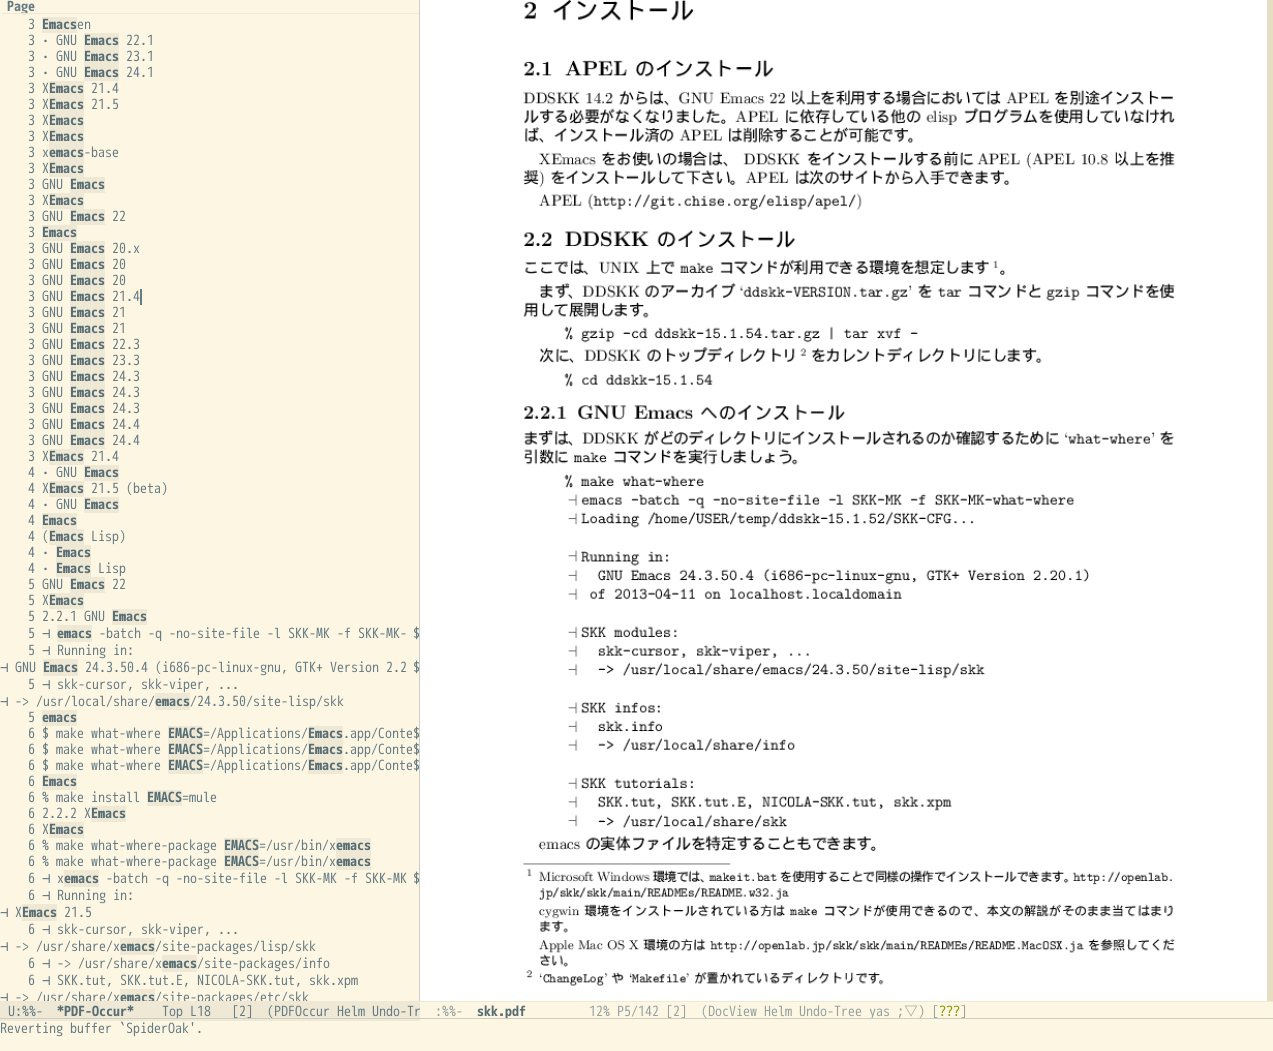 Page
3 Emacsen
3 · GNU Emacs 22.1
3 · GNU Emacs 23.1
3 · GNU Emacs 24.1
3 XEmacs 21.4
3 XEmacs 21.5
3 XEmacs
3 XEmacs
3 xemacs-base
3 XEmacs
3 GNU Emacs
3 XEmacs
3 GNU Emacs 22
3 Emacs
3 GNU Emacs 20.x
3 GNU Emacs 20
3 GNU Emacs 20
3 GNU Emacs 21.4
3 GNU Emacs 21
3 GNU Emacs 21
3 GNU Emacs 22.3
3 GNU Emacs 23.3
3 GNU Emacs 24.3
3 GNU Emacs 24.3
3 GNU Emacs 24.3
3 GNU Emacs 24.4
3 GNU Emacs 24.4
3 XEmacs 21.4
4 · GNU Emacs
4 XEmacs 21.5 (beta)
4 · GNU Emacs
4 Emacs
4 (Emacs Lisp)
4 · Emacs
4 · Emacs Lisp
5 GNU Emacs 22
5 XEmacs
5 2.2.1 GNU Emacs
5 ⊣ emacs -batch -q -no-site-file -l SKK-MK -f SKK-MK- $
5 ⊣ Running in:
⊣ GNU Emacs 24.3.50.4 (i686-pc-linux-gnu, GTK+ Version 2.2 $
5 ⊣ skk-cursor, skk-viper, ...
⊣ -> /usr/local/share/emacs/24.3.50/site-lisp/skk
5 emacs
6 $ make what-where EMACS=/Applications/Emacs.app/Conte$
6 $ make what-where EMACS=/Applications/Emacs.app/Conte$
6 $ make what-where EMACS=/Applications/Emacs.app/Conte$
6 Emacs
6 % make install EMACS=mule
6 2.2.2 XEmacs
6 XEmacs
6 % make what-where-package EMACS=/usr/bin/xemacs
6 % make what-where-package EMACS=/usr/bin/xemacs
6 ⊣ xemacs -batch -q -no-site-file -l SKK-MK -f SKK-MK $
6 ⊣ Running in:
⊣ XEmacs 21.5
6 ⊣ skk-cursor, skk-viper, ...
⊣ -> /usr/share/xemacs/site-packages/lisp/skk
6 ⊣ -> /usr/share/xemacs/site-packages/info
6 ⊣ SKK.tut, SKK.tut.E, NICOLA-SKK.tut, skk.xpm
⊣ -> /usr/share/xemacs/site-packages/etc/skk
U:%%- *PDF-Occur* Top L18 [2] (PDFOccur Helm Undo-Tr
Reverting buffer `SpiderOak'.
2 インストール
2.1 APEL のインストール
DDSKK 14.2 からは、GNU Emacs 22 以上を利用する場合においては APEL を別途インストー
ルする必要がなくなりました。APEL に依存している他の elisp プログラムを使用していなけれ
ば、インストール済の APEL は削除することが可能です。
XEmacs をお使いの場合は、 DDSKK をインストールする前に APEL (APEL 10.8 以上を推
奨) をインストールして下さい。APEL は次のサイトから入手できます。
APEL (http://git.chise.org/elisp/apel/)
2.2 DDSKK のインストール
ここでは、UNIX 上で make コマンドが利用できる環境を想定します 1。
まず、DDSKK のアーカイブ ‘ddskk-VERSION.tar.gz’ を tar コマンドと gzip コマンドを使
用して展開します。
% gzip -cd ddskk-15.1.54.tar.gz | tar xvf -
次に、DDSKK のトップディレクトリ 2 をカレントディレクトリにします。
% cd ddskk-15.1.54
2.2.1 GNU Emacs へのインストール
まずは、DDSKK がどのディレクトリにインストールされるのか確認するために ‘what-where’ を
引数に make コマンドを実行しましょう。
% make what-where
⊣ emacs -batch -q -no-site-file -l SKK-MK -f SKK-MK-what-where
⊣ Loading /home/USER/temp/ddskk-15.1.52/SKK-CFG...
⊣ Running in:
⊣ GNU Emacs 24.3.50.4 (i686-pc-linux-gnu, GTK+ Version 2.20.1)
⊣ of 2013-04-11 on localhost.localdomain
⊣ SKK modules:
⊣ skk-cursor, skk-viper, ...
⊣ -> /usr/local/share/emacs/24.3.50/site-lisp/skk
⊣ SKK infos:
⊣ skk.info
⊣ -> /usr/local/share/info
⊣ SKK tutorials:
⊣ SKK.tut, SKK.tut.E, NICOLA-SKK.tut, skk.xpm
⊣ -> /usr/local/share/skk
emacs の実体ファイルを特定することもできます。
1 Microsoft Windows 環境では、makeit.bat を使用することで同様の操作でインストールできます。http://openlab.
jp/skk/skk/main/READMEs/README.w32.ja
cygwin 環境をインストールされている方は make コマンドが使用できるので、本文の解説がそのまま当てはまり
ます。
Apple Mac OS X 環境の方は http://openlab.jp/skk/skk/main/READMEs/README.MacOSX.ja を参照してくだ
さい。
2 ‘ChangeLog’ や ‘Makefile’ が置かれているディレクトリです。
:%%- skk.pdf 12% P5/142 [2] (DocView Helm Undo-Tree yas ;▽) [???]